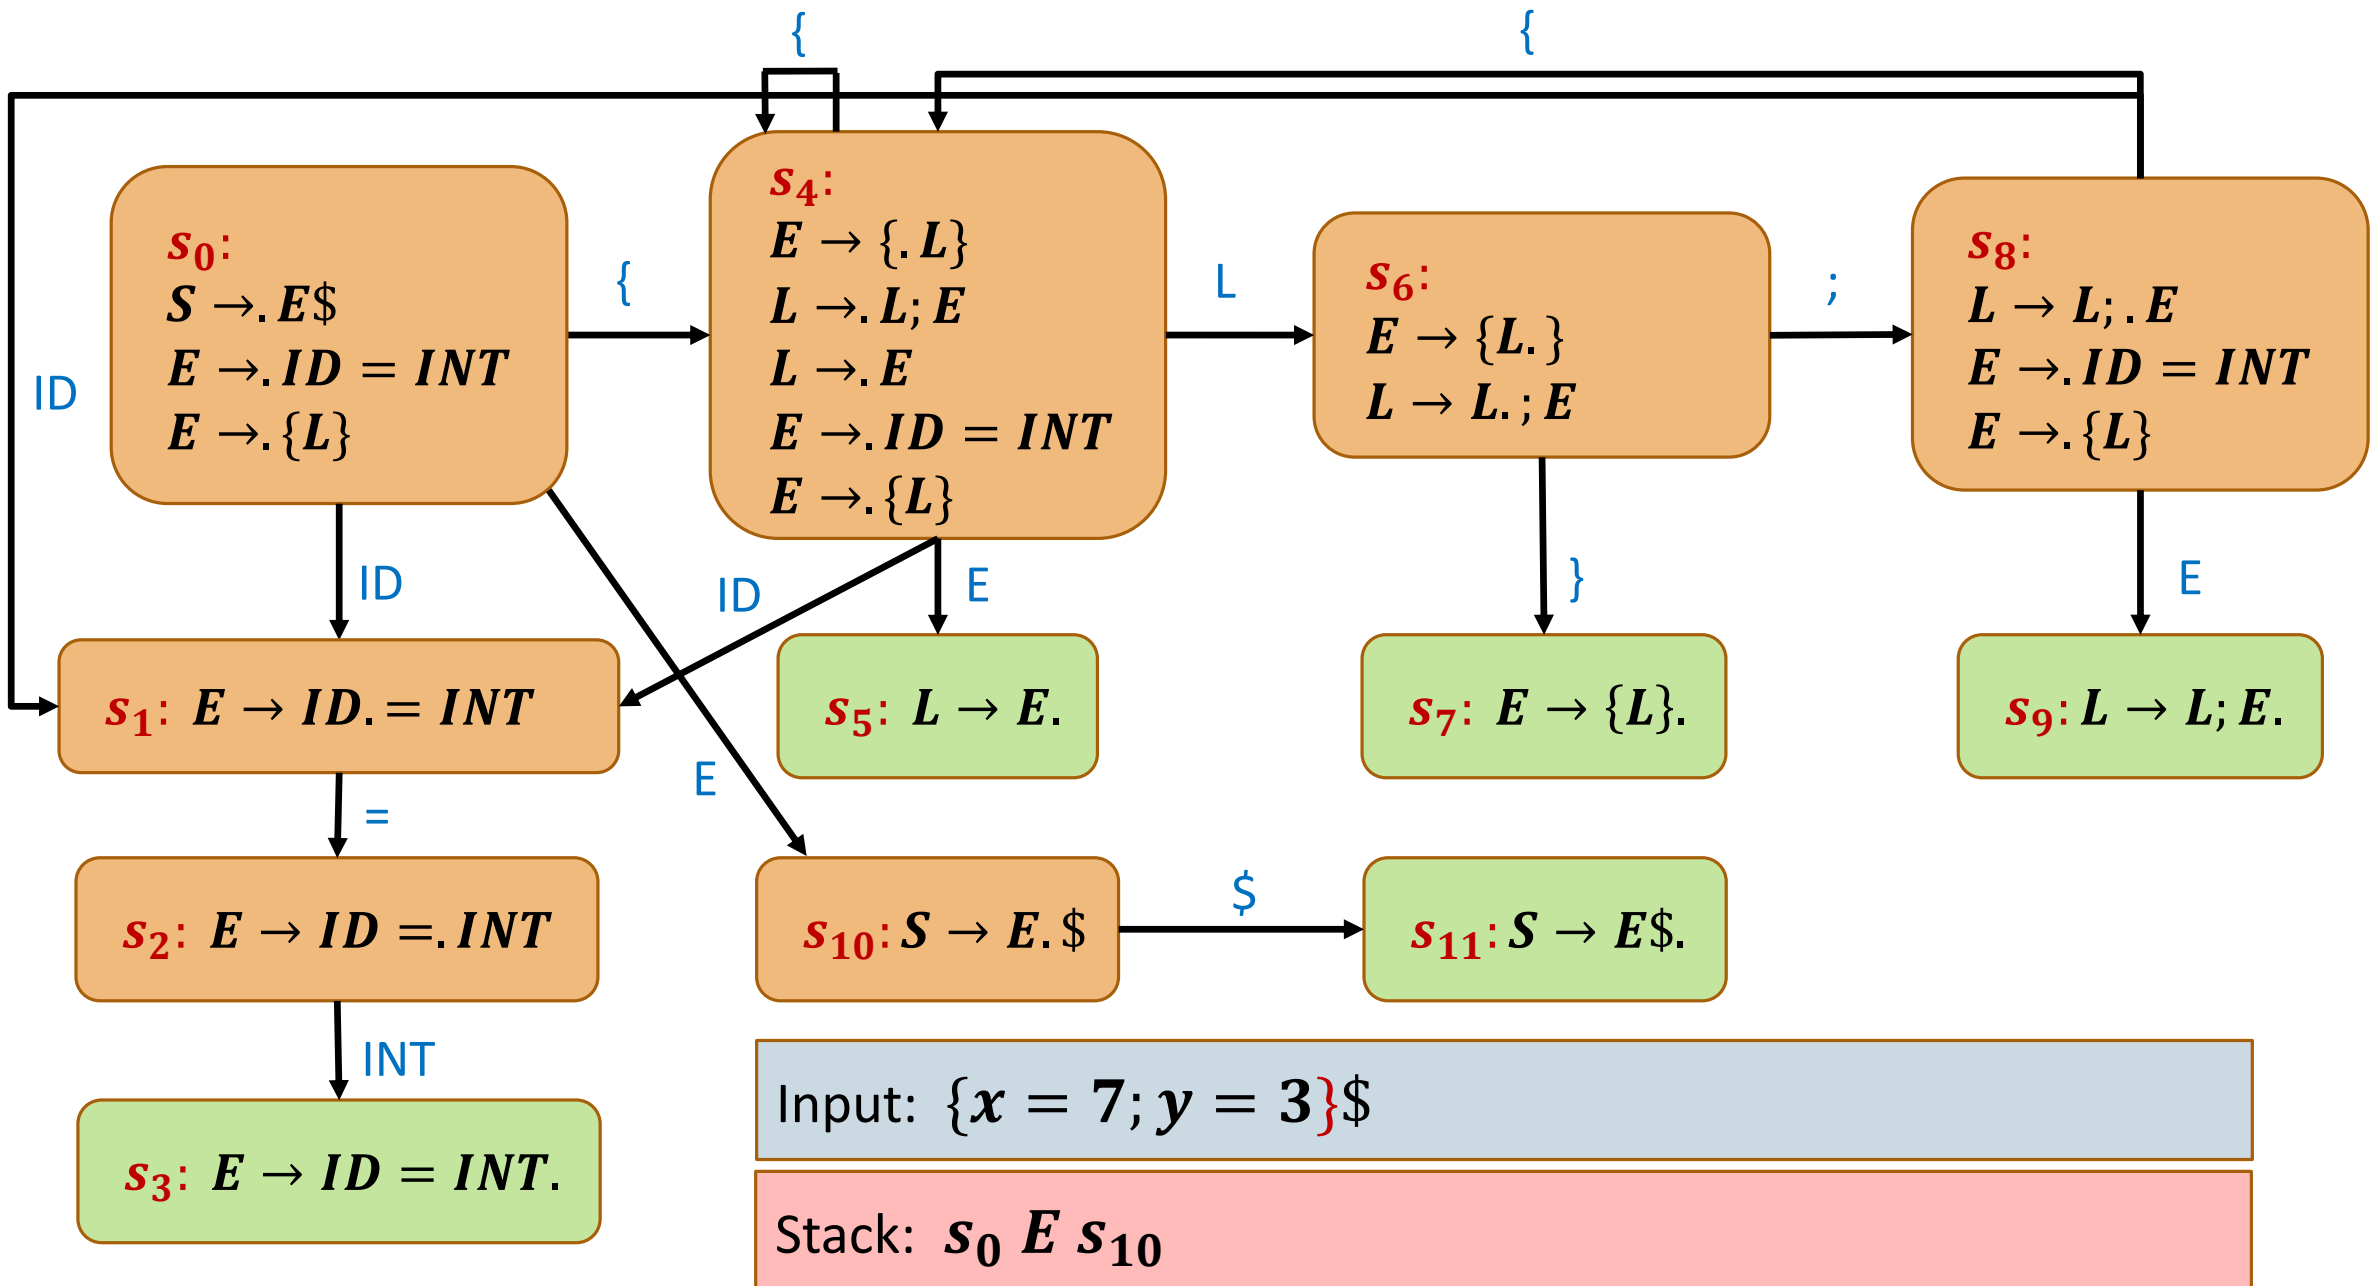 {
{
s₀:
S →. E$
E →. ID = INT
E →. {L}
{
s₄:
E → {. L}
L →. L; E
L →. E
E →. ID = INT
E →. {L}
L
s₆:
E → {L. }
L → L. ; E
;
s₈:
L → L; . E
E →. ID = INT
E →. {L}
ID
ID
ID
E
}
E
s₁: E → ID. = INT
s₅: L → E.
s₇: E → {L}.
s₉: L → L; E.
E
=
s₂: E → ID =. INT
s₁₀: S → E. $
$
s₁₁: S → E$.
INT
s₃: E → ID = INT.
Input: {x = 7; y = 3}$
Stack: s₀ E s₁₀